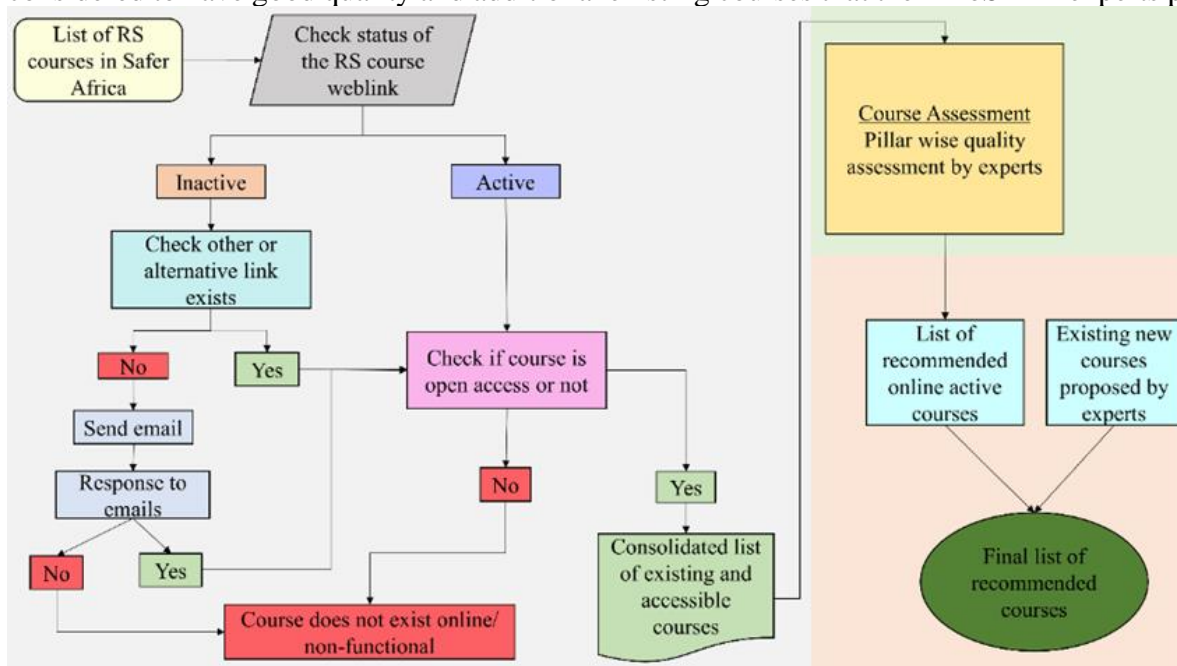 List of RS
courses in Safer
Africa
Check status of
the RS course
weblink
Inactive
Active
Check other or
alternative link
exists
No
Yes
Send email
Response to
emails
No
Yes
Check if course is
open access or not
No
Yes
Course does not exist online/
non-functional
Consolidated list
of existing and
accessible
courses
Course Assessment
Pillar wise quality
assessment by experts
List of
recommended
online active
courses
Existing new
courses
proposed by
experts
Final list of
recommended
courses